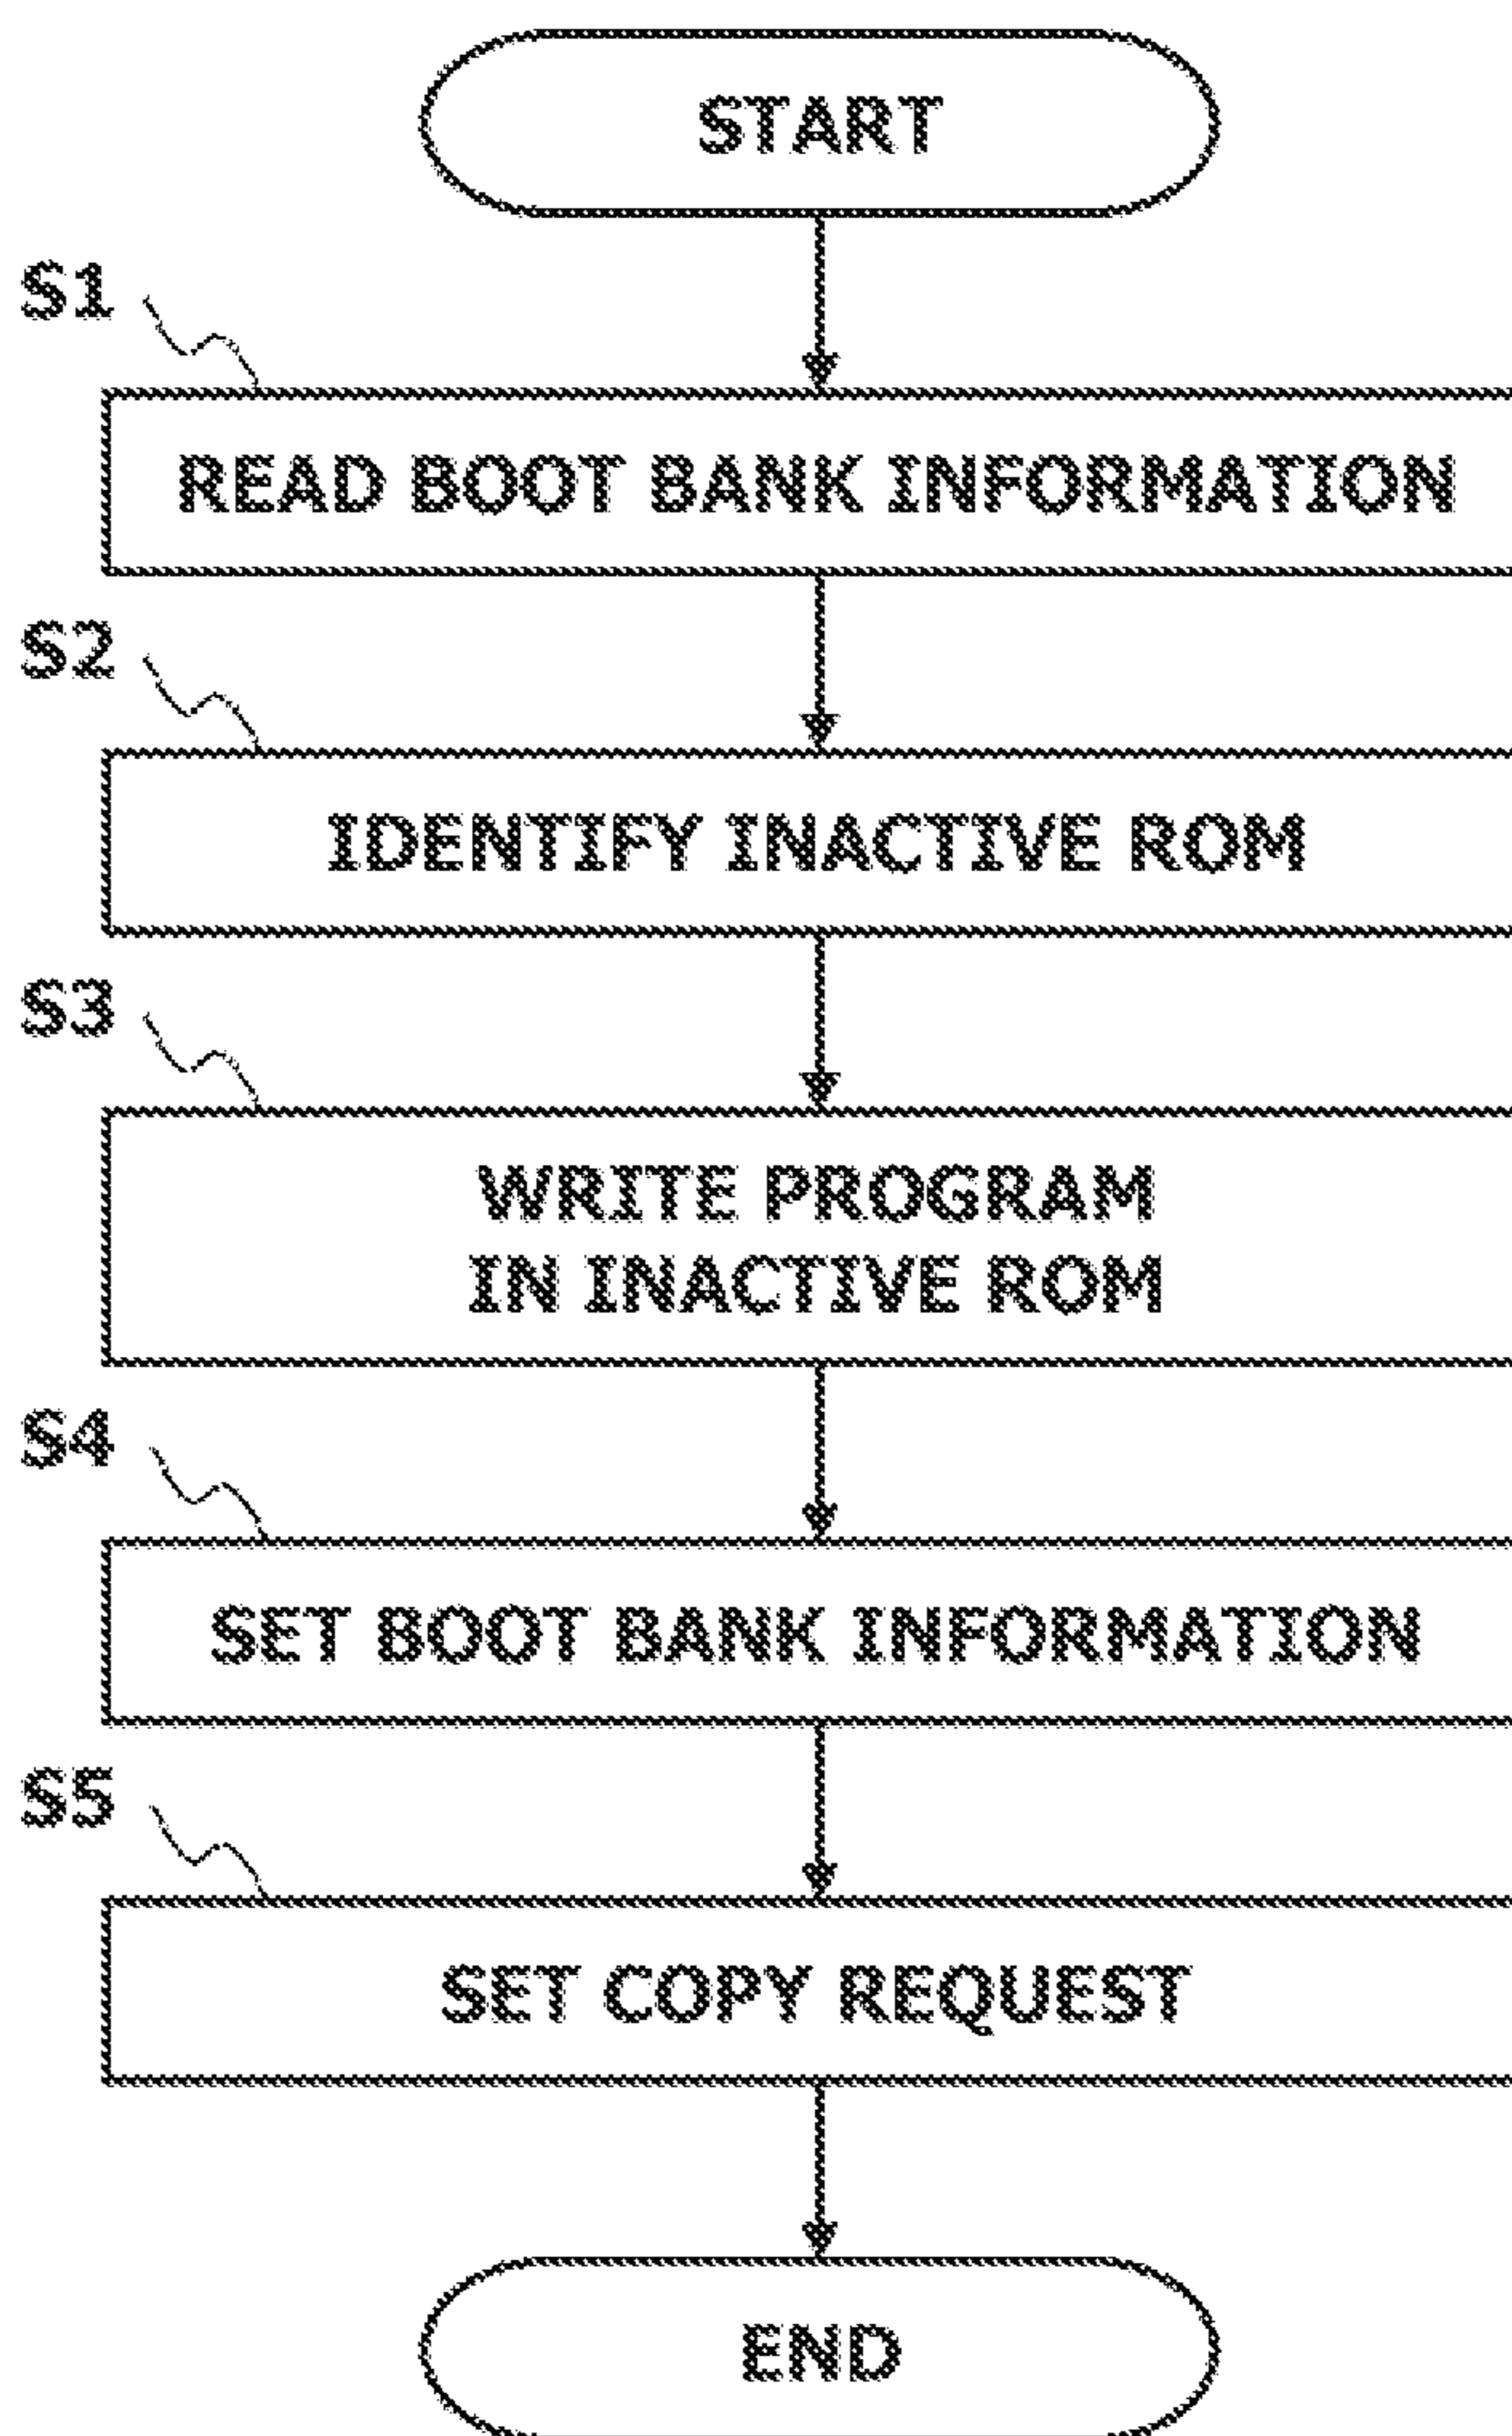 START
S1
READ BOOT BANK INFORMATION
S2
IDENTIFY INACTIVE ROM
S3
WRITE PROGRAM
IN INACTIVE ROM
S4
SET BOOT BANK INFORMATION
S5
SET COPY REQUEST
END